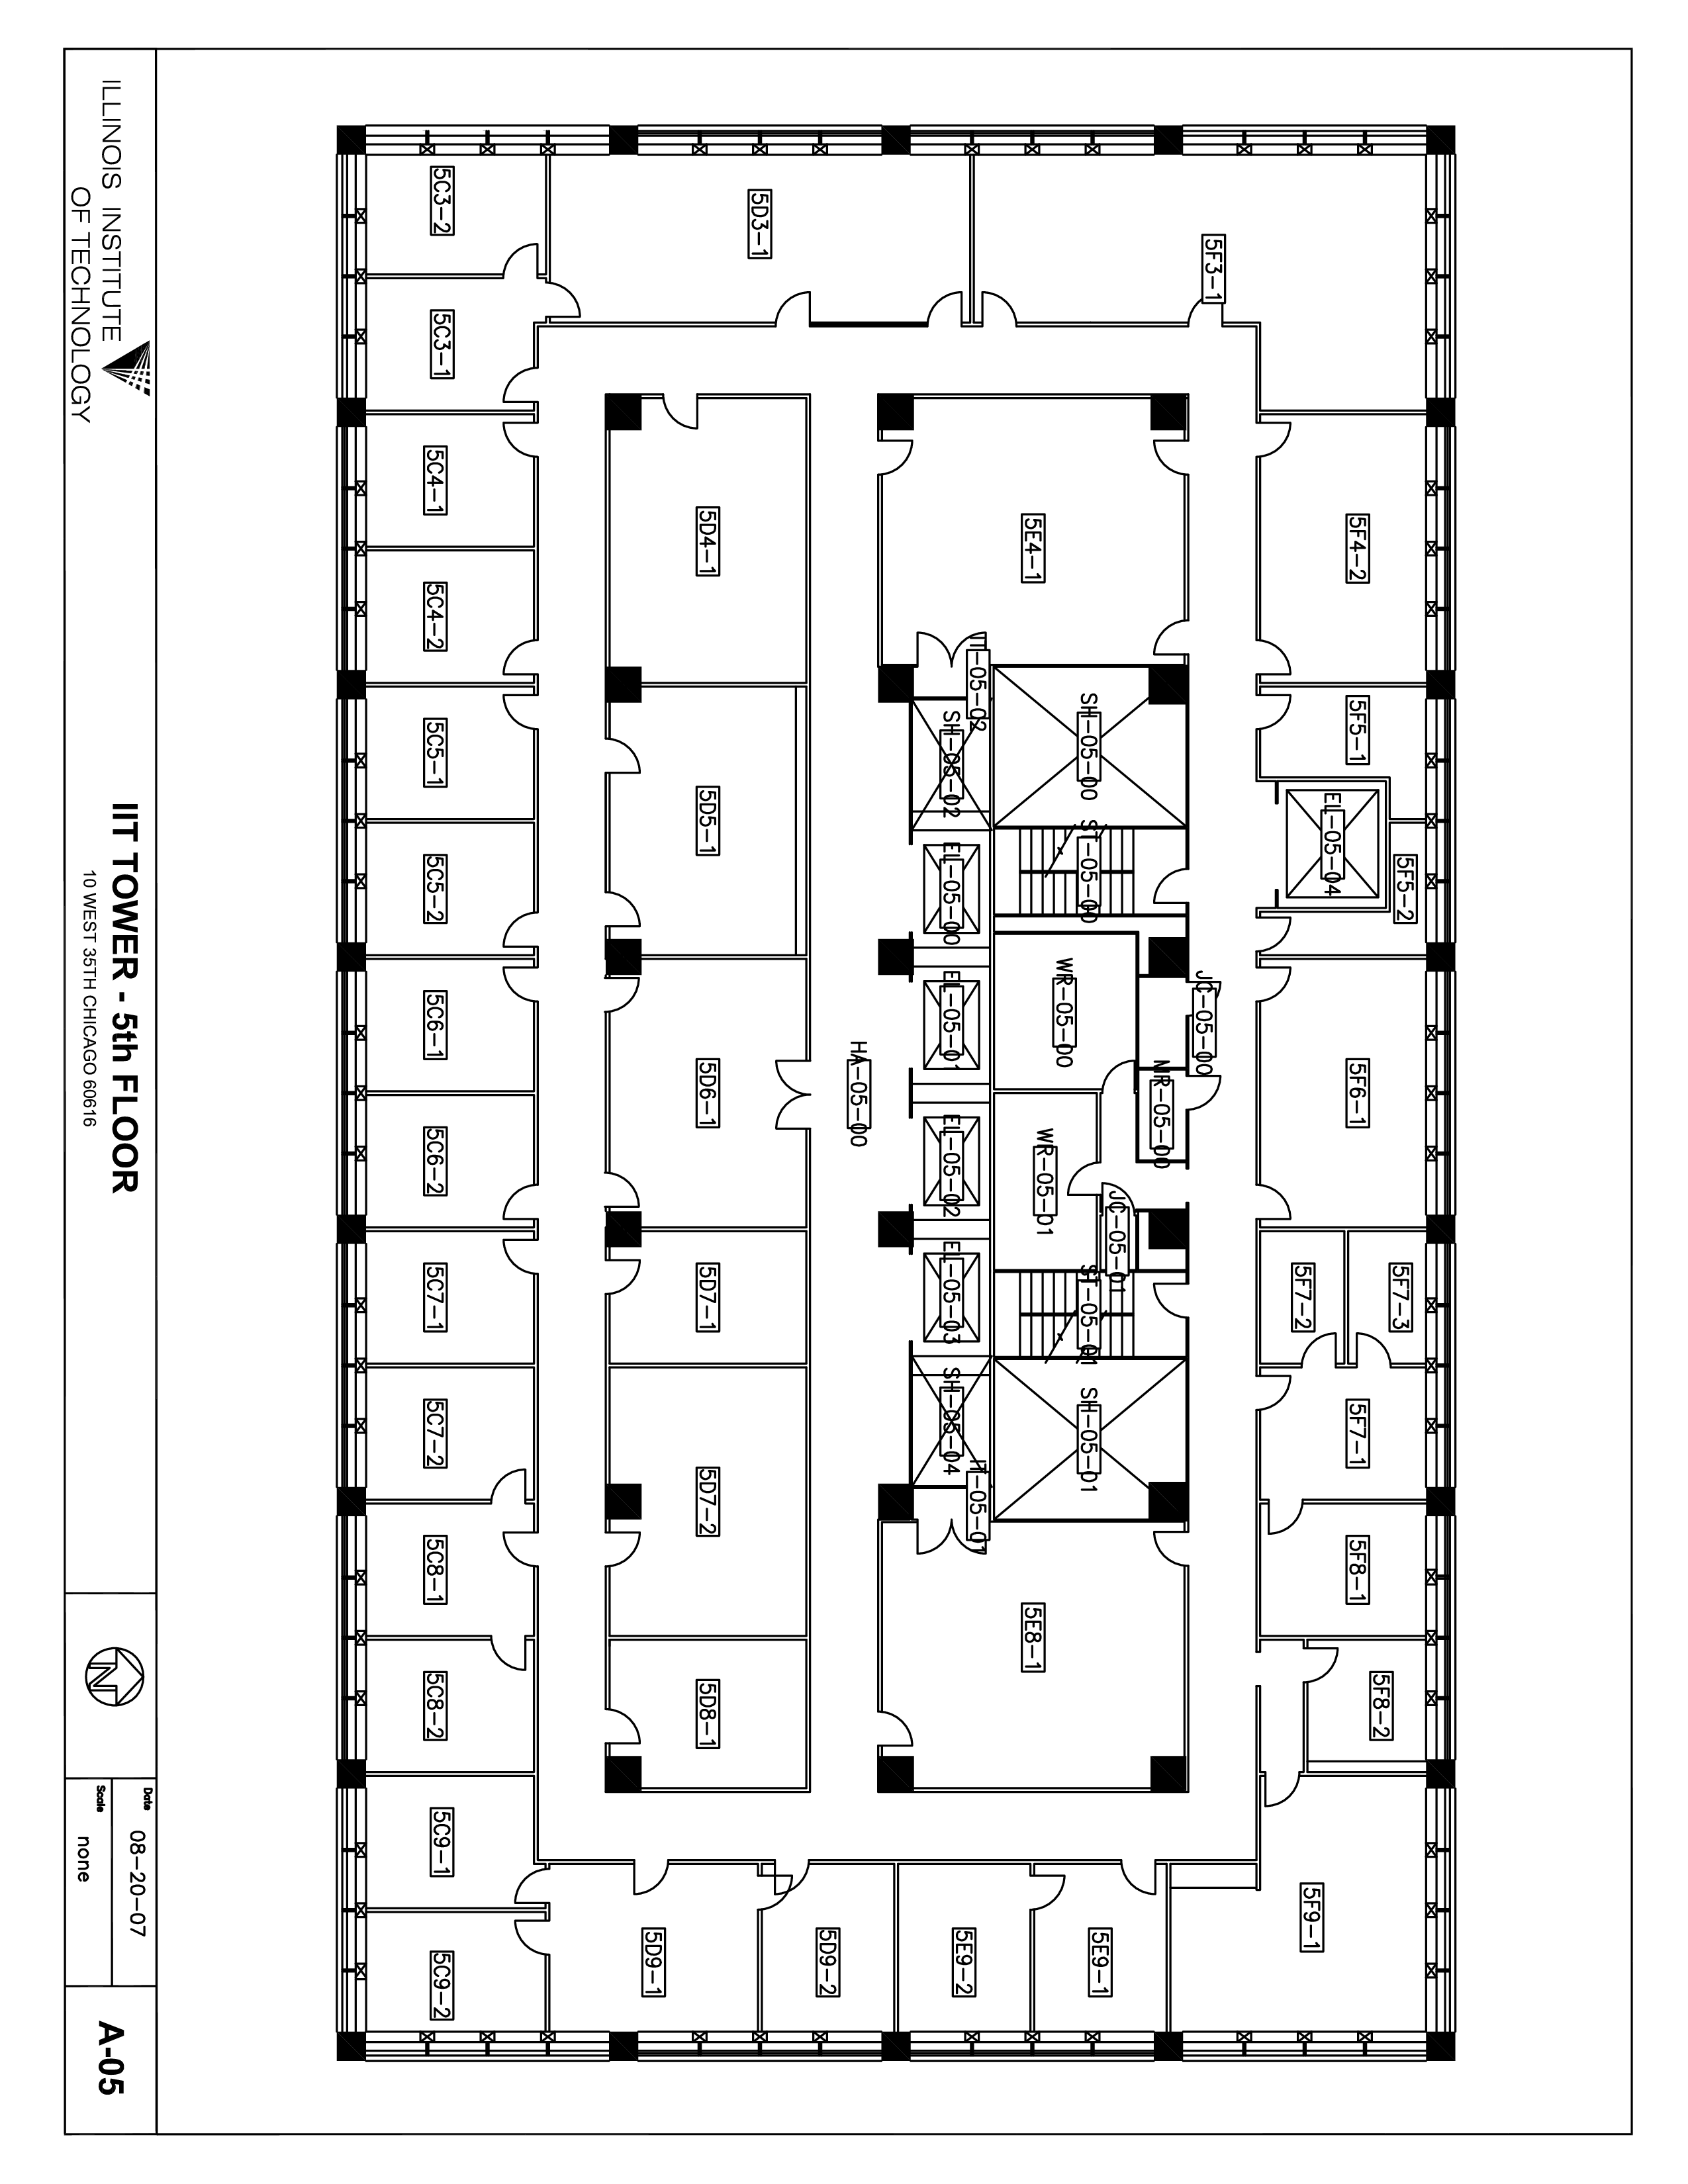 5F5-2
5F7-3
5F8-2
5F4-2
5F5-1
5F6-1
5F7-1
5F8-1
EL-05-04
5F9-1
5F7-2
5F3-1
JC-05-00
MR-05-00
JC-05-01
5E9-1
SH-05-00
ST-05-00
ST-05-01
SH-05-01
WR-05-00
WR-05-01
5E4-1
5E8-1
IT-05-02
IT-05-01
5E9-2
SH-05-02
EL-05-00
EL-05-01
EL-05-02
EL-05-03
SH-05-04
HA-05-00
5D9-2
5D3-1
5D4-1
5D5-1
5D6-1
5D7-1
5D7-2
5D8-1
5D9-1
5C3-2
5C3-1
5C4-1
5C4-2
5C5-1
5C5-2
5C6-1
5C6-2
5C7-1
5C7-2
5C8-1
5C8-2
5C9-1
5C9-2
ILLINOIS INSTITUTE
OF TECHNOLOGY
IIT TOWER - 5th FLOOR
10 WEST 35TH CHICAGO 60616
N
Date 08-20-07
Scale none
A-05